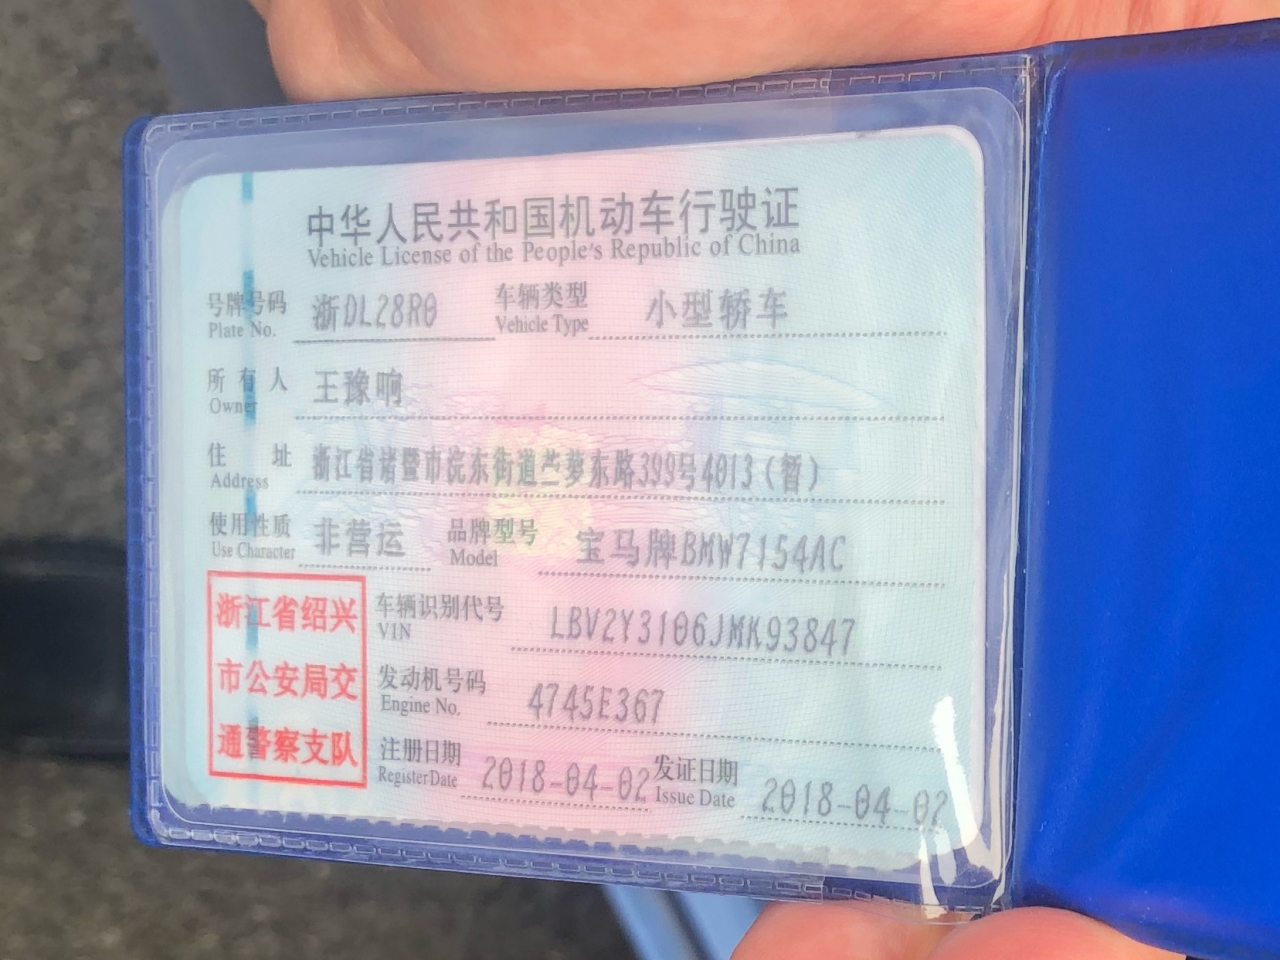 中华人民共和国机动车行驶证
Vehicle License of the People's Republic of China
号牌号码 浙DL28R0 车辆类型 小型轿车
Plate No. Vehicle Type
所有人 王豫响
Owner
住址 浙江省诸暨市浣东街道苎萝东路399号4013(暂)
Address
使用性质 非营运 品牌型号 宝马牌BMW7154AC
Use Character Model
浙江省绍兴
市公安局交
通警察支队
车辆识别代号 LBV2Y3106JMK93847
VIN
发动机号码 4745E367
Engine No.
注册日期 2018-04-02 发证日期 2018-04-02
Register Date Issue Date